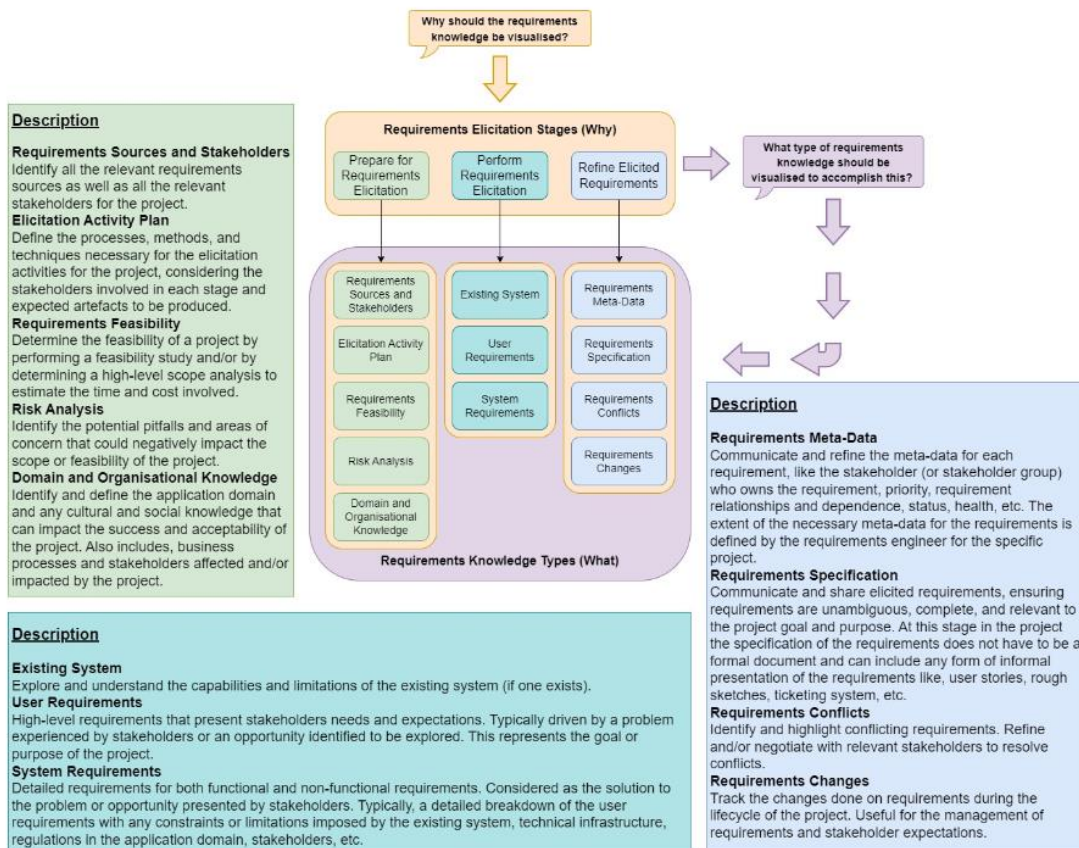 Why should the requirements
knowledge be visualised?
Requirements Elicitation Stages (Why)
Prepare for
Requirements
Elicitation
Perform
Requirements
Elicitation
Refine Elicited
Requirements
What type of requirements
knowledge should be
visualised to accomplish this?
Requirements
Sources and
Stakeholders
Elicitation Activity
Plan
Requirements
Feasibility
Risk Analysis
Domain and
Organisational
Knowledge
Existing System
User
Requirements
System
Requirements
Requirements
Meta-Data
Requirements
Specification
Requirements
Conflicts
Requirements
Changes
Requirements Knowledge Types (What)
Description
Requirements Sources and Stakeholders
Identify all the relevant requirements
sources as well as all the relevant
stakeholders for the project.
Elicitation Activity Plan
Define the processes, methods, and
techniques necessary for the elicitation
activities for the project, considering the
stakeholders involved in each stage and
expected artefacts to be produced.
Requirements Feasibility
Determine the feasibility of a project by
performing a feasibility study and/or by
determining a high-level scope analysis to
estimate the time and cost involved.
Risk Analysis
Identify the potential pitfalls and areas of
concern that could negatively impact the
scope or feasibility of the project.
Domain and Organisational Knowledge
Identify and define the application domain
and any cultural and social knowledge that
can impact the success and acceptability of
the project. Also includes, business
processes and stakeholders affected and/or
impacted by the project.
Description
Existing System
Explore and understand the capabilities and limitations of the existing system (if one exists).
User Requirements
High-level requirements that present stakeholders needs and expectations. Typically driven by a problem
experienced by stakeholders or an opportunity identified to be explored. This represents the goal or
purpose of the project.
System Requirements
Detailed requirements for both functional and non-functional requirements. Considered as the solution to
the problem or opportunity presented by stakeholders. Typically, a detailed breakdown of the user
requirements with any constraints or limitations imposed by the existing system, technical infrastructure,
regulations in the application domain, stakeholders, etc.
Description
Requirements Meta-Data
Communicate and refine the meta-data for each
requirement, like the stakeholder (or stakeholder group)
who owns the requirement, priority, requirement
relationships and dependence, status, health, etc. The
extent of the necessary meta-data for the requirements is
defined by the requirements engineer for the specific
project.
Requirements Specification
Communicate and share elicited requirements, ensuring
requirements are unambiguous, complete, and relevant to
the project goal and purpose. At this stage in the project
the specification of the requirements does not have to be a
formal document and can include any form of informal
presentation of the requirements like, user stories, rough
sketches, ticketing system, etc.
Requirements Conflicts
Identify and highlight conflicting requirements. Refine
and/or negotiate with relevant stakeholders to resolve
conflicts.
Requirements Changes
Track the changes done on requirements during the
lifecycle of the project. Useful for the management of
requirements and stakeholder expectations.